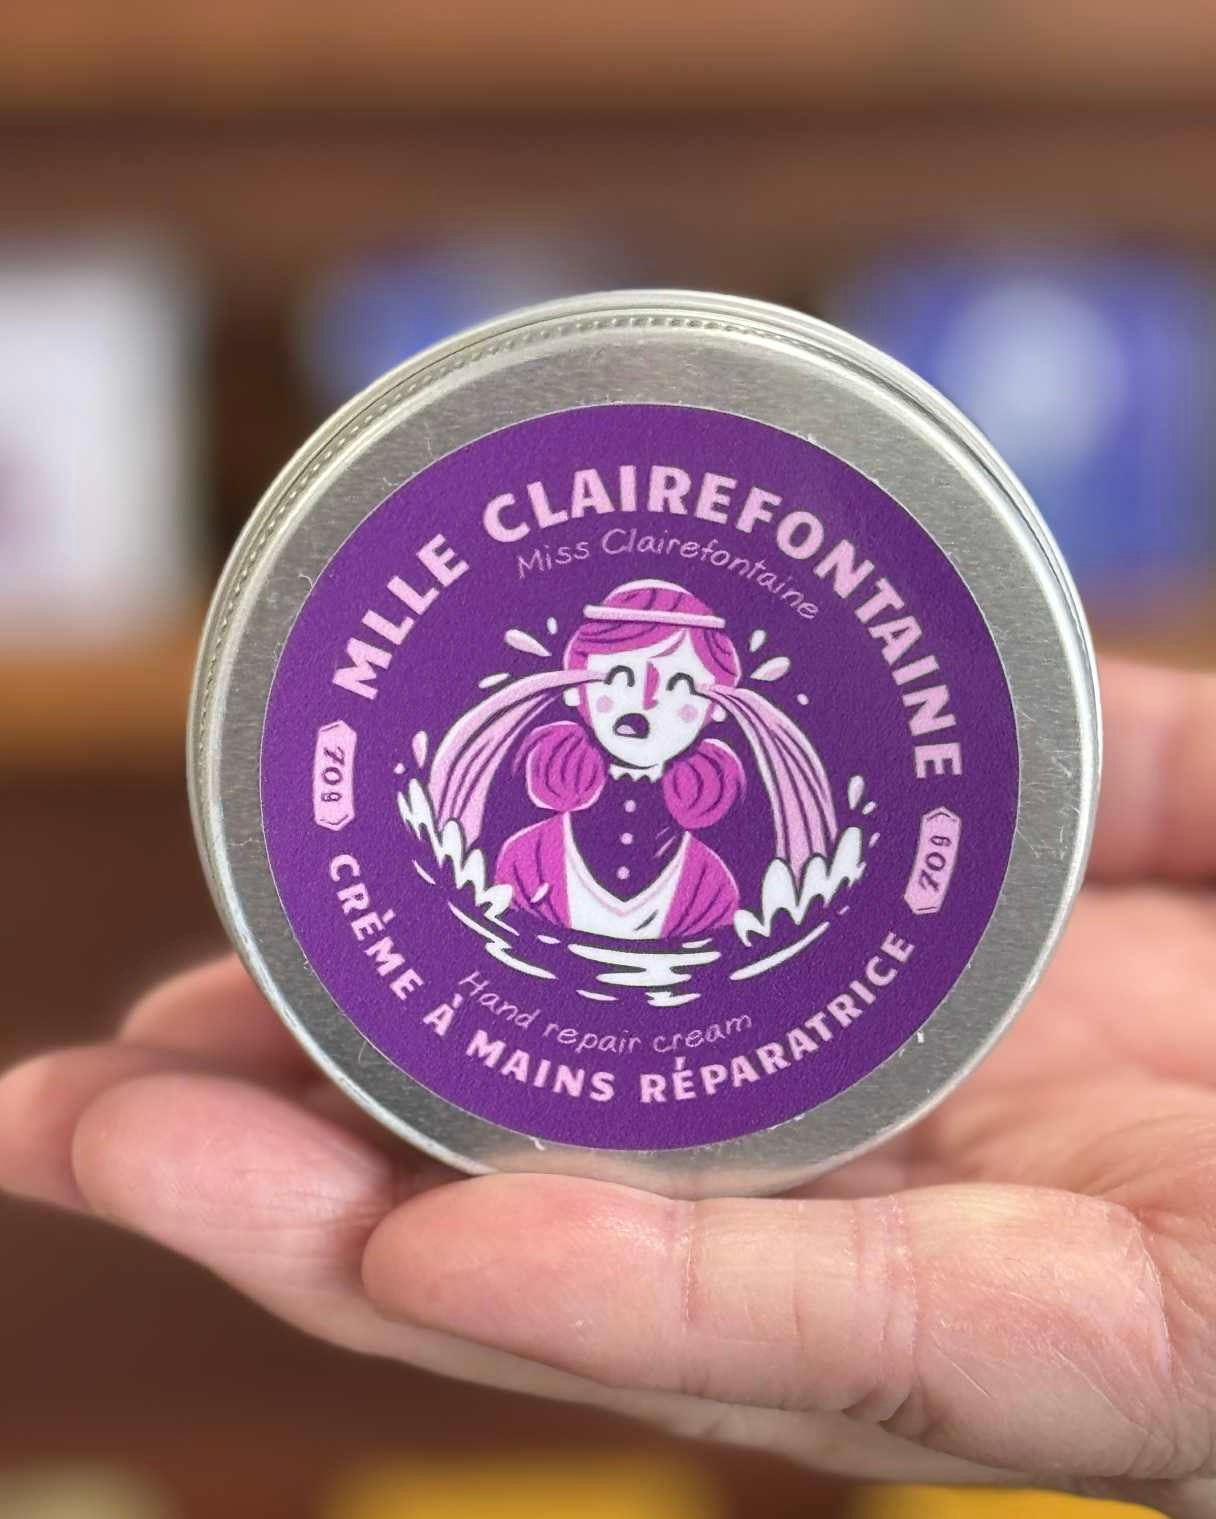 MLLE CLAIREFONTAINE
Miss Clairefontaine
70g
70g
Hand repair cream
CRÈME À MAINS RÉPARATRICE